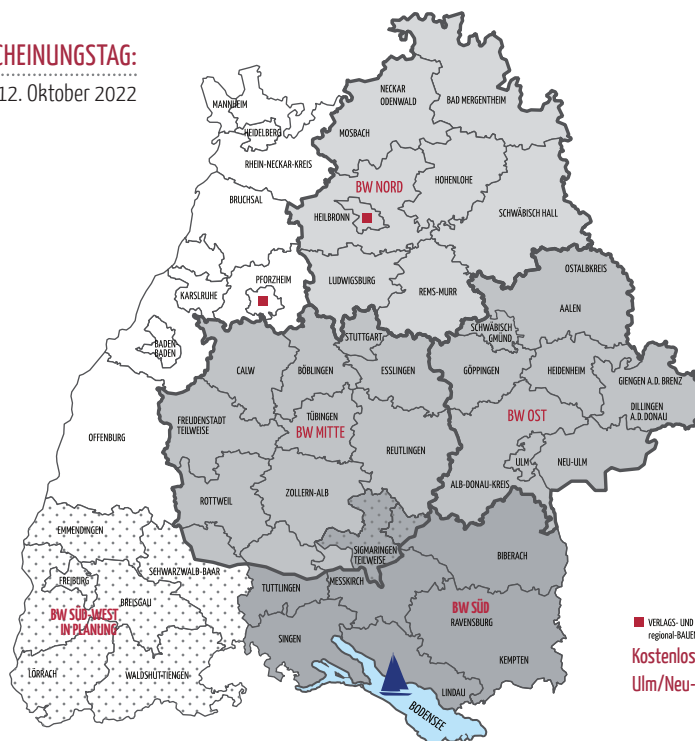 CHEINUNGSTAG:
12. Oktober 2022
MANNHEIM
HEIDELBERG
RHEIN-NECKAR-KREIS
BRUCHSAL
KARLSRUHE
PFORZHEIM
BADEN-
BADEN
OFFENBURG
NECKAR
ODENWALD
BAD MERGENTHEIM
MOSBACH
BW NORD
HOHENLOHE
HEILBRONN
SCHWÄBISCH HALL
LUDWIGSBURG
REMS-MURR
OSTALBKREIS
AALEN
SCHWÄBISCH
GMÜND
GÖPPINGEN
HEIDENHEIM
GIENGEN A.D. BRENZ
DILLINGEN
A.D. DONAU
BW OST
ULM
NEU-ULM
ALB-DONAU-KREIS
STUTTGART
CALW
BÖBLINGEN
ESSLINGEN
FREUDENSTADT
TEILWEISE
TÜBINGEN
BW MITTE
REUTLINGEN
ROTTWEIL
ZOLLERN-ALB
SIGMARINGEN
TEILWEISE
EMMENDINGEN
SCHWARZWALD-BAAR
FREIBURG
BREISGAU
BW SÜD-WEST
IN PLANUNG
LÖRRACH
WALDSHUT-TIENGEN
BIBERACH
TUTTLINGEN
MESSKIRCH
BW SÜD
RAVENSBURG
SINGEN
KEMPTEN
LINDAU
BODENSEE
VERLAGS- UND
regional-BAUE
Kostenlos
Ulm/Neu-